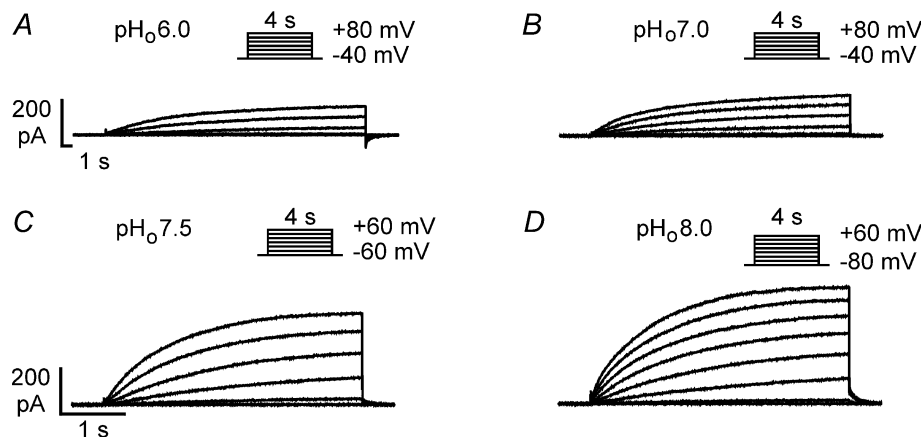 A
pHo6.0
4 s
+80 mV
-40 mV
200
pA
1 s
B
pHo7.0
4 s
+80 mV
-40 mV
C
pHo7.5
4 s
+60 mV
-60 mV
200
pA
1 s
D
pHo8.0
4 s
+60 mV
-80 mV